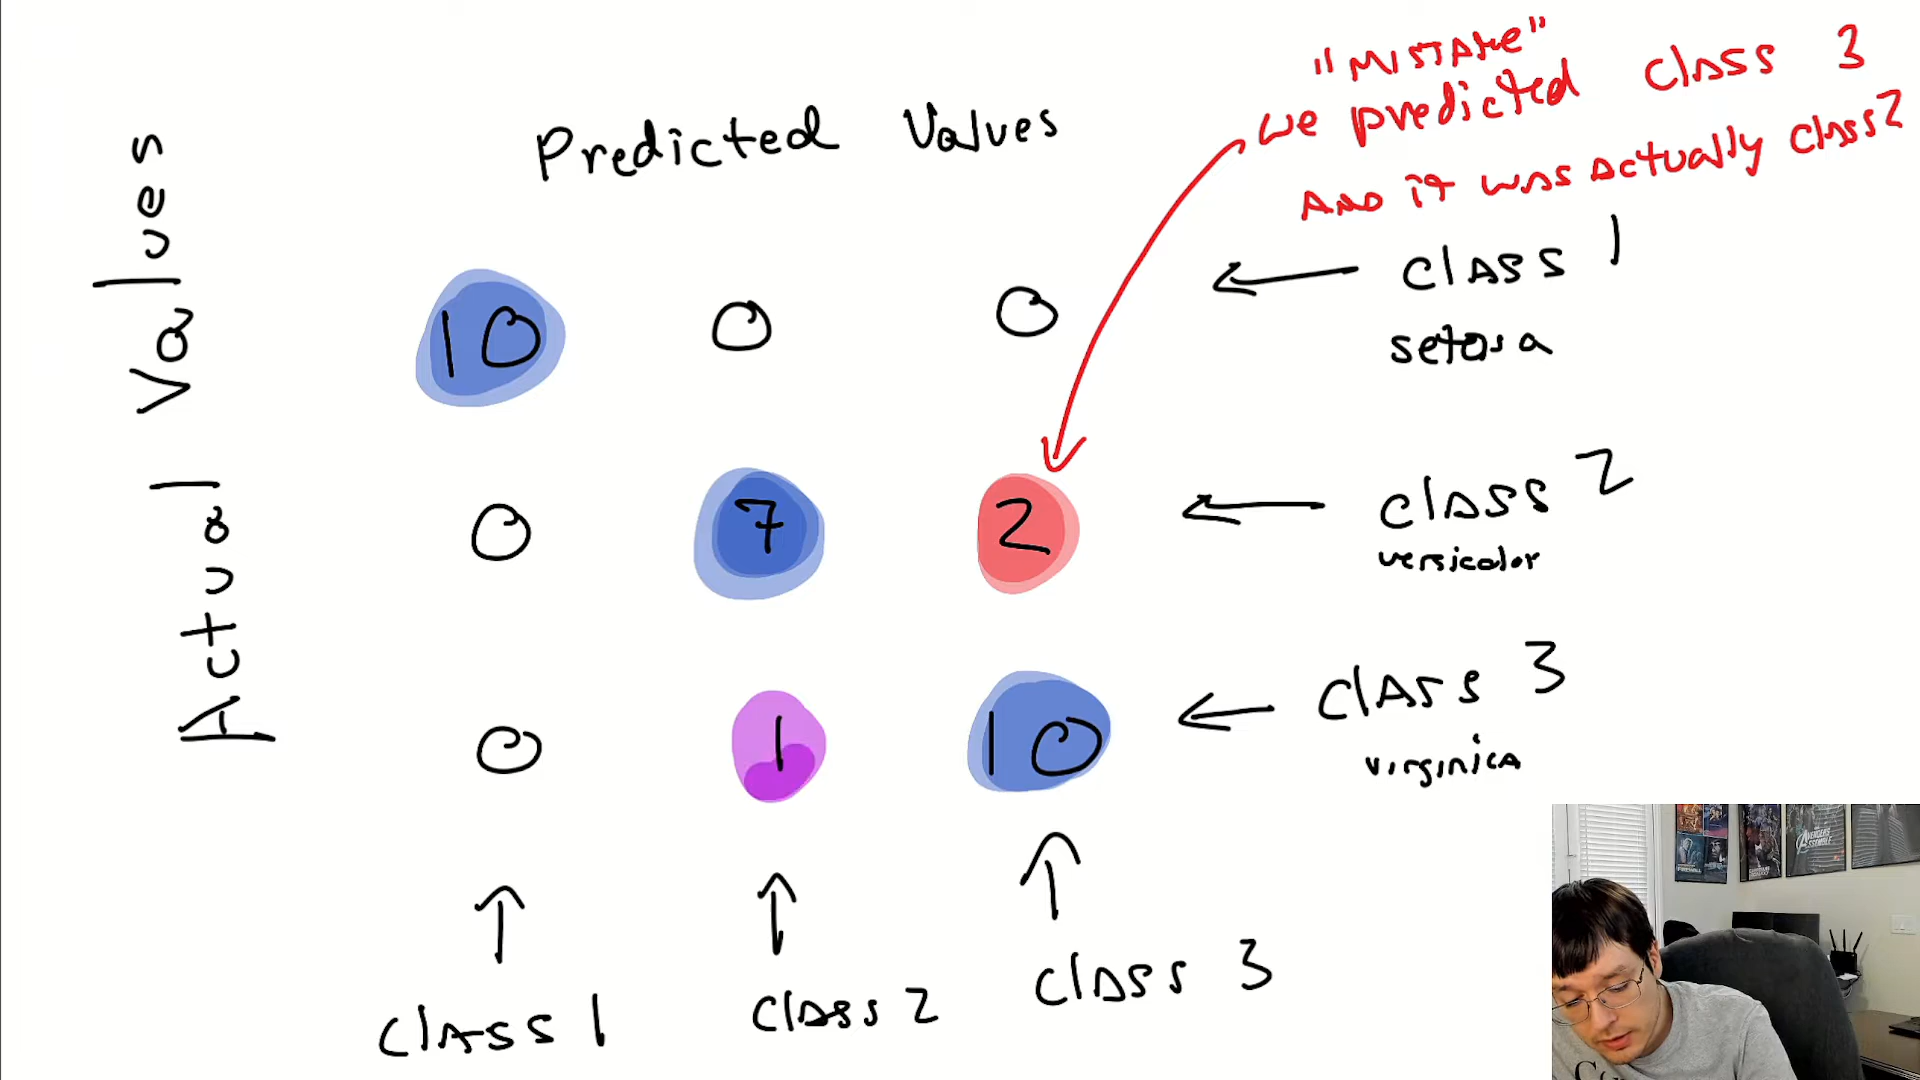 "MISTAKE"
we predicted class 3
AND it was actually class 2
Predicted Values
Actual Values
10 0 0
class 1
setosa
0 7 2
class 2
versicolor
0 1 10
class 3
virginica
class 1
class 2
class 3
AVENGERS
ASSEMBLE